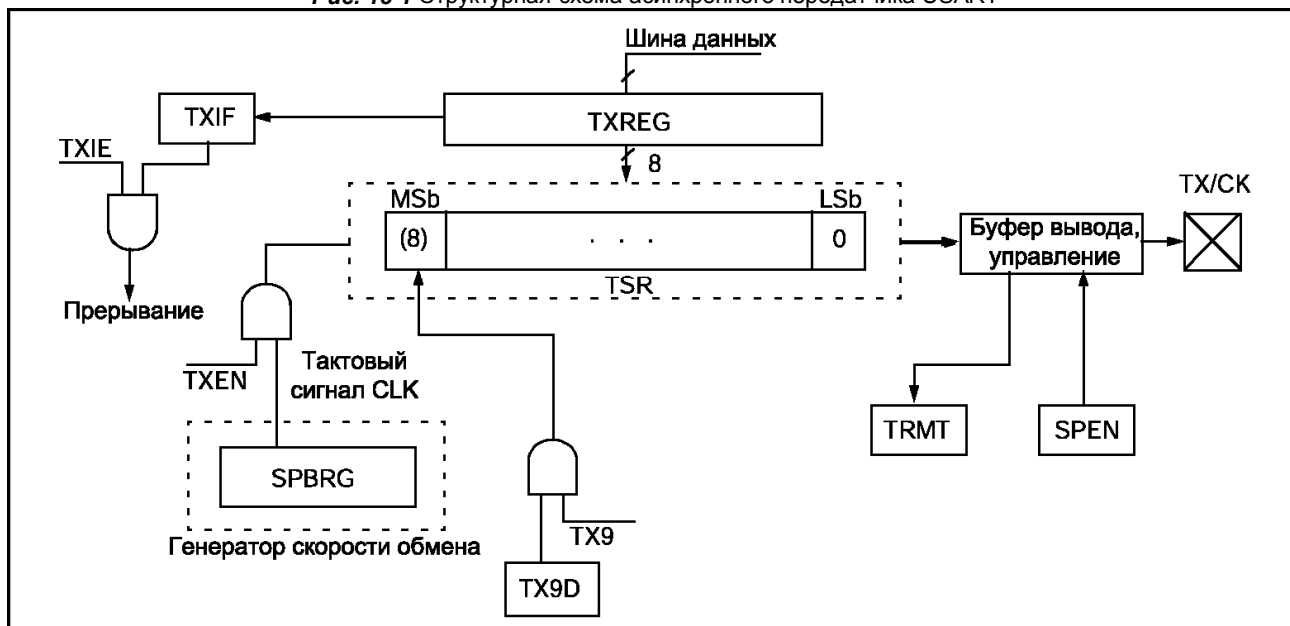 Шина данных
TXIF
TXREG
TXIE
8
MSb
LSb
TX/CK
(8)
. . .
0
Буфер вывода,
управление
TSR
Прерывание
TXEN
Тактовый
сигнал CLK
TRMT
SPEN
SPBRG
TX9
Генератор скорости обмена
TX9D